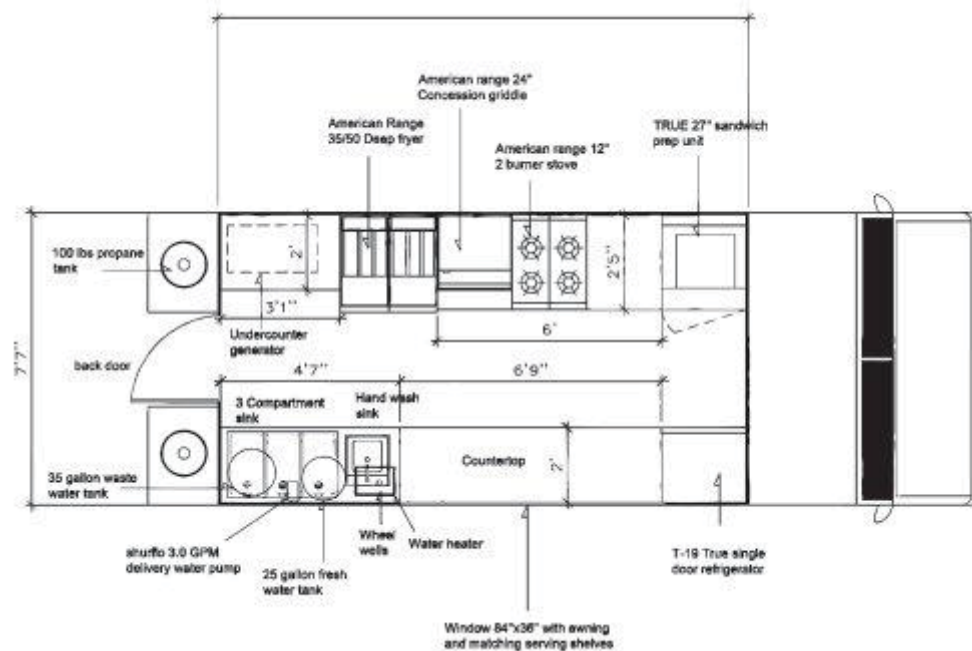 American range 24"
Concession griddle
American Range
35/50 Deep fryer
American range 12"
2 burner stove
TRUE 27" sandwich
prep unit
100 lbs propane
tank
2'
2'5"
3'1"
Undercounter
generator
6'
7'7"
back door
4'7"
6'9"
3 Compartment
sink
Hand wash
sink
Countertop
2'
35 gallon waste
water tank
Wheel
wells
Water heater
shurflo 3.0 GPM
delivery water pump
25 gallon fresh
water tank
T-19 True single
door refrigerator
Window 84"x36" with awning
and matching serving shelves